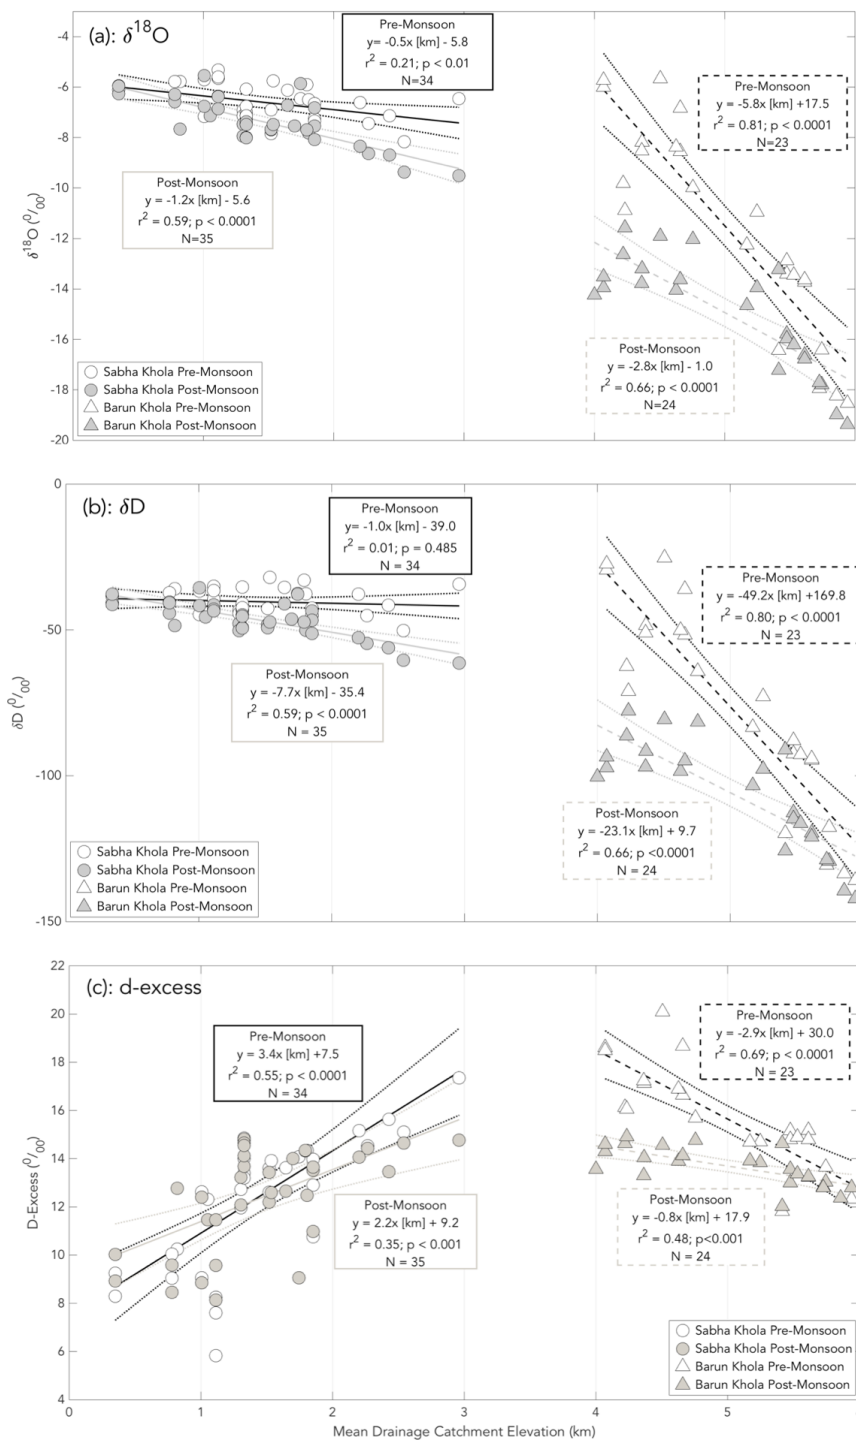 (a): δ18O
-4
-6
-8
-10
-12
-14
-16
-18
-20
δ18O (0/00)
Pre-Monsoon
y= -0.5x [km] - 5.8
r2 = 0.21; p < 0.01
N=34
Post-Monsoon
y = -1.2x [km] - 5.6
r2 = 0.59; p < 0.0001
N=35
Pre-Monsoon
y = -5.8x [km] +17.5
r2 = 0.81; p < 0.0001
N=23
Post-Monsoon
y = -2.8x [km] - 1.0
r2 = 0.66; p < 0.0001
N=24
Sabha Khola Pre-Monsoon
Sabha Khola Post-Monsoon
Barun Khola Pre-Monsoon
Barun Khola Post-Monsoon
(b): δD
0
-50
-100
-150
δD (0/00)
Pre-Monsoon
y= -1.0x [km] - 39.0
r2 = 0.01; p = 0.485
N = 34
Post-Monsoon
y = -7.7x [km] - 35.4
r2 = 0.59; p < 0.0001
N = 35
Pre-Monsoon
y = -49.2x [km] +169.8
r2 = 0.80; p < 0.0001
N = 23
Post-Monsoon
y = -23.1x [km] + 9.7
r2 = 0.66; p <0.0001
N = 24
Sabha Khola Pre-Monsoon
Sabha Khola Post-Monsoon
Barun Khola Pre-Monsoon
Barun Khola Post-Monsoon
(c): d-excess
22
20
18
16
14
12
10
8
6
4
D-Excess (0/00)
Pre-Monsoon
y = 3.4x [km] +7.5
r2 = 0.55; p < 0.0001
N = 34
Post-Monsoon
y = 2.2x [km] + 9.2
r2 = 0.35; p < 0.001
N = 35
Pre-Monsoon
y = -2.9x [km] + 30.0
r2 = 0.69; p < 0.0001
N = 23
Post-Monsoon
y = -0.8x [km] + 17.9
r2 = 0.48; p<0.001
N = 24
Sabha Khola Pre-Monsoon
Sabha Khola Post-Monsoon
Barun Khola Pre-Monsoon
Barun Khola Post-Monsoon
0 1 2 3 4 5
Mean Drainage Catchment Elevation (km)